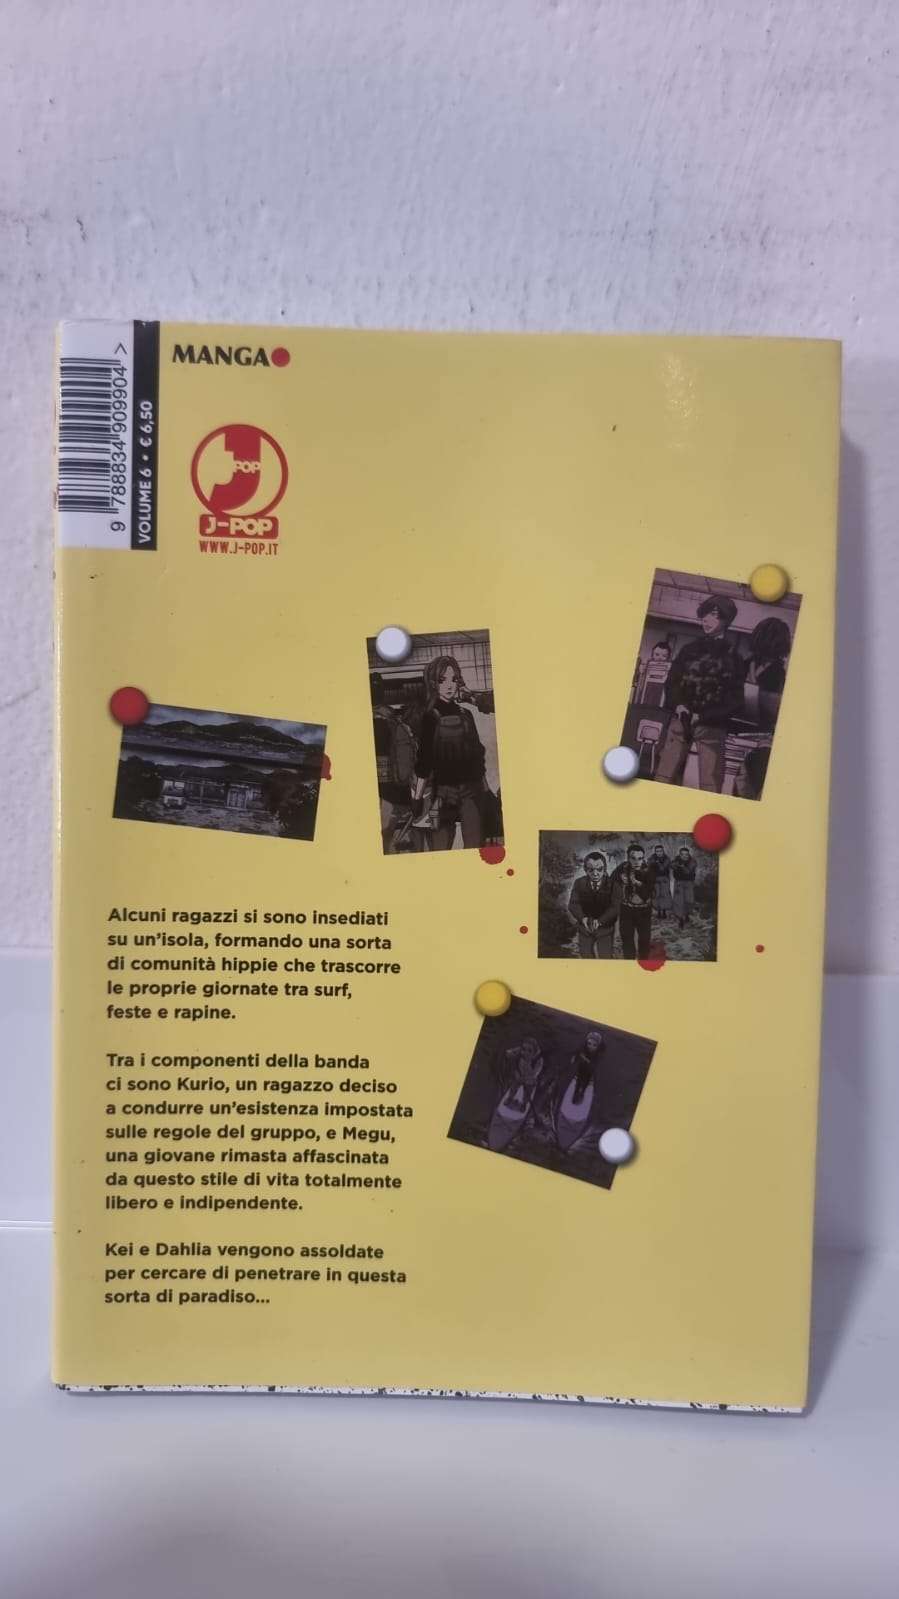 9 788834 909904 >
VOLUME 6 • € 6,50
MANGA
POP
J-POP
WWW.J-POP.IT
Alcuni ragazzi si sono insediati
su un'isola, formando una sorta
di comunità hippie che trascorre
le proprie giornate tra surf,
feste e rapine.
Tra i componenti della banda
ci sono Kurio, un ragazzo deciso
a condurre un'esistenza impostata
sulle regole del gruppo, e Megu,
una giovane rimasta affascinata
da questo stile di vita totalmente
libero e indipendente.
Kei e Dahlia vengono assoldate
per cercare di penetrare in questa
sorta di paradiso...